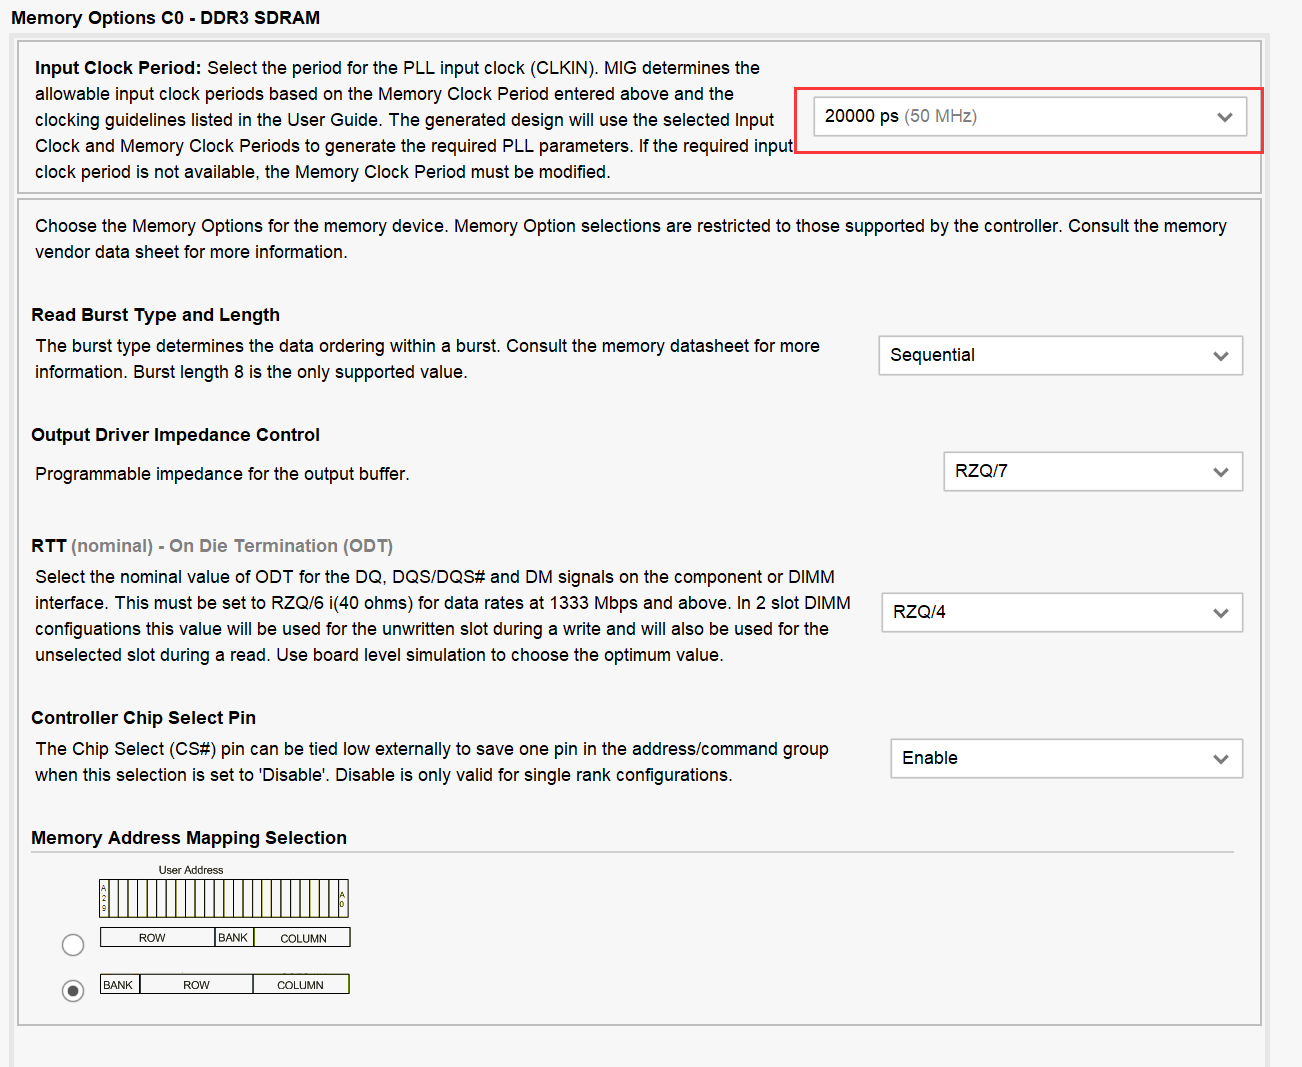 Memory Options C0 - DDR3 SDRAM
Input Clock Period: Select the period for the PLL input clock (CLKIN). MIG determines the
allowable input clock periods based on the Memory Clock Period entered above and the
clocking guidelines listed in the User Guide. The generated design will use the selected Input
Clock and Memory Clock Periods to generate the required PLL parameters. If the required input
clock period is not available, the Memory Clock Period must be modified.
20000 ps (50 MHz)
Choose the Memory Options for the memory device. Memory Option selections are restricted to those supported by the controller. Consult the memory
vendor data sheet for more information.
Read Burst Type and Length
The burst type determines the data ordering within a burst. Consult the memory datasheet for more
information. Burst length 8 is the only supported value.
Sequential
Output Driver Impedance Control
Programmable impedance for the output buffer.
RZQ/7
RTT (nominal) - On Die Termination (ODT)
Select the nominal value of ODT for the DQ, DQS/DQS# and DM signals on the component or DIMM
interface. This must be set to RZQ/6 i(40 ohms) for data rates at 1333 Mbps and above. In 2 slot DIMM
configuations this value will be used for the unwritten slot during a write and will also be used for the
unselected slot during a read. Use board level simulation to choose the optimum value.
RZQ/4
Controller Chip Select Pin
The Chip Select (CS#) pin can be tied low externally to save one pin in the address/command group
when this selection is set to 'Disable'. Disable is only valid for single rank configurations.
Enable
Memory Address Mapping Selection
User Address
A29 A0
ROW BANK COLUMN
BANK ROW COLUMN